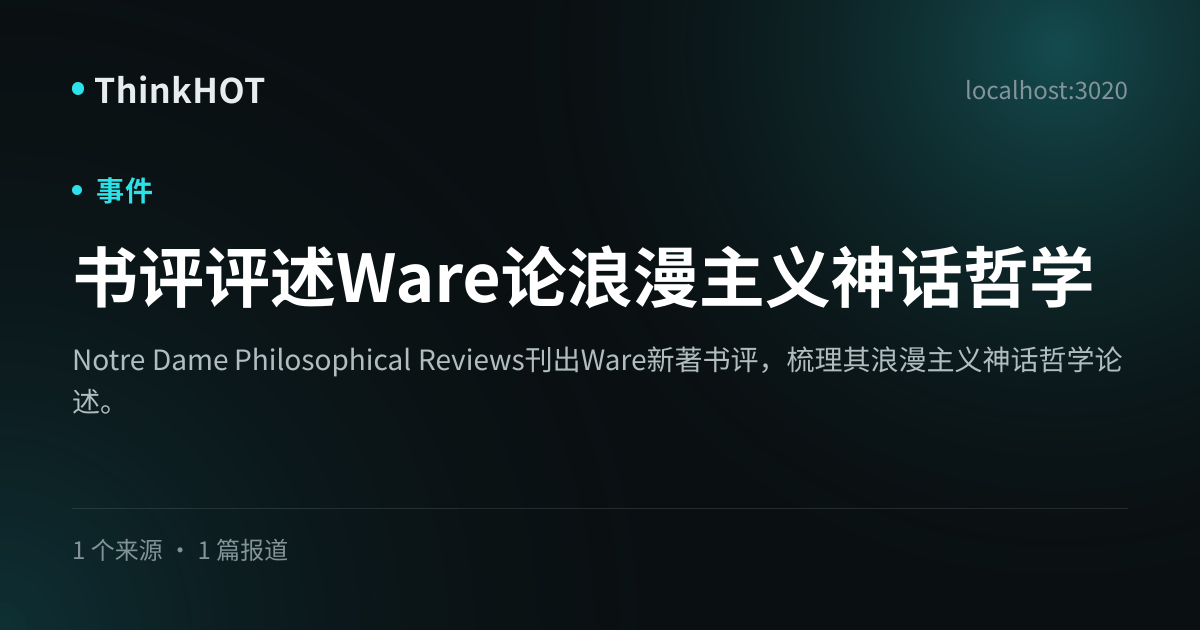 ThinkHOT
localhost:3020
事件
书评评述Ware论浪漫主义神话哲学
Notre Dame Philosophical Reviews刊出Ware新著书评，梳理其浪漫主义神话哲学论
述。
1 个来源 · 1 篇报道